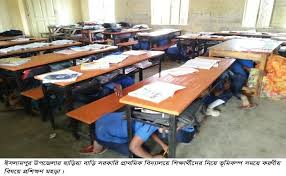 ইসলামপুর উপজেলার হাড়িয়া বাড়ি সরকারি প্রাথমিক বিদ্যালয়ে শিক্ষার্থীদের নিয়ে ভূমিকম্প সময়ে করণীয়
বিষয়ে প্রশিক্ষণ মহড়া।